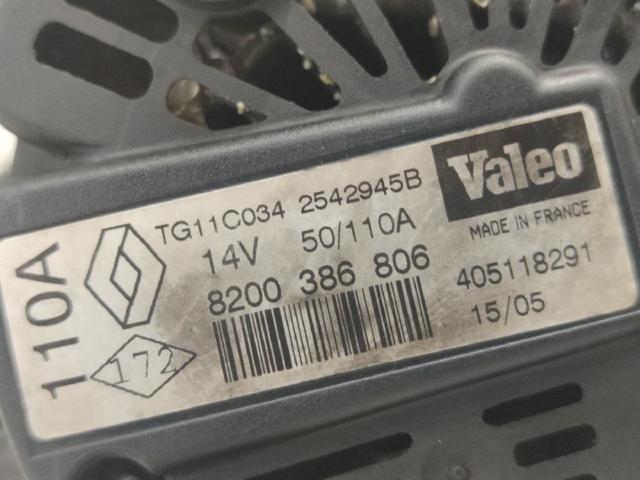 110A
TG11C034 2542945B
14V 50/110A
8200 386 806
172
Valeo
MADE IN FRANCE
405118291
15/05